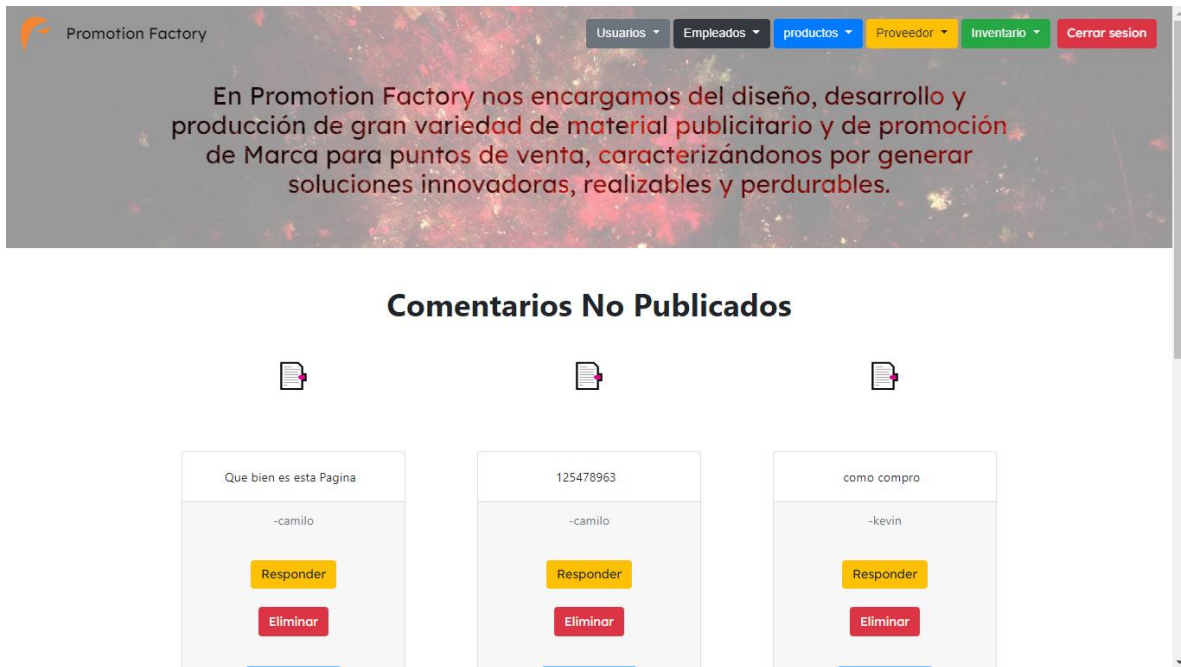 Promotion Factory
Usuarios
Empleados
productos
Proveedor
Inventario
Cerrar sesion
En Promotion Factory nos encargamos del diseño, desarrollo y
producción de gran variedad de material publicitario y de promoción
de Marca para puntos de venta, caracterizándonos por generar
soluciones innovadoras, realizables y perdurables.
Comentarios No Publicados
Que bien es esta Pagina
-camilo
Responder
Eliminar
125478963
-camilo
Responder
Eliminar
como compro
-kevin
Responder
Eliminar